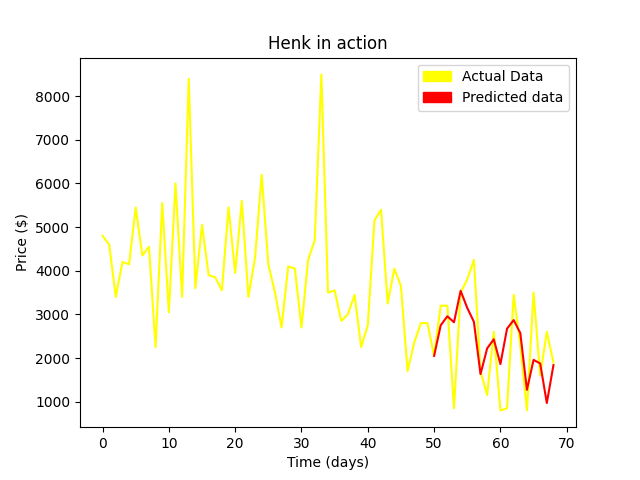 Henk in action
Actual Data
Predicted data
Price ($)
8000
7000
6000
5000
4000
3000
2000
1000
0 10 20 30 40 50 60 70
Time (days)